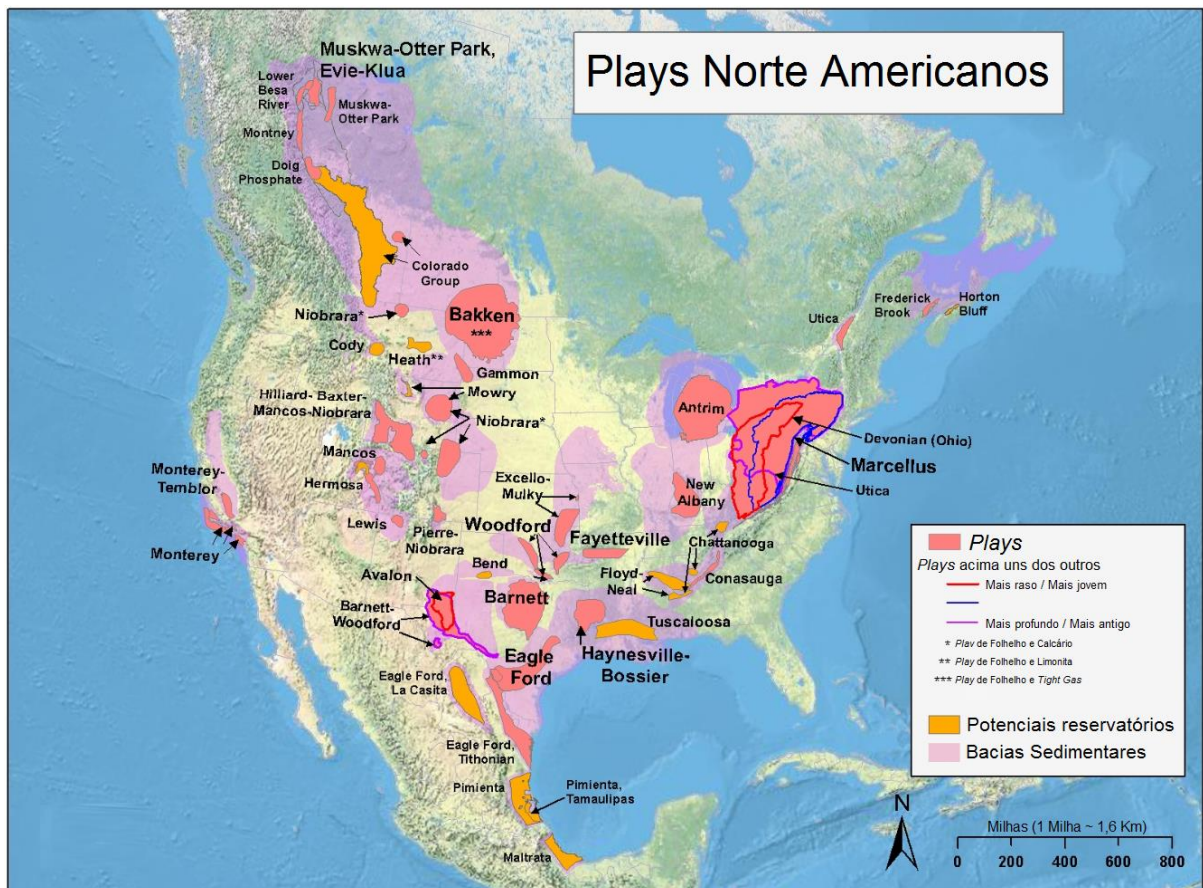 Plays Norte Americanos
Muskwa-Otter Park,
Evie-Klua
Lower
Besa
River
Muskwa-
Otter Park
Montney
Doig
Phosphate
Colorado
Group
Niobrara*
Bakken
***
Cody
Heath**
Gammon
Mowry
Hilliard- Baxter-
Mancos-Niobrara
Niobrara*
Mancos
Hermosa
Lewis
Pierre-
Niobrara
Monterey-
Temblor
Monterey
Excello-
Mulky
Woodford
Fayetteville
Bend
Avalon
Barnett
Barnett-
Woodford
Eagle
Ford
Eagle Ford,
La Casita
Eagle Ford,
Tithonian
Pimienta
Pimienta,
Tamaulipas
Maltrata
Haynesville-
Bossier
Tuscaloosa
Floyd-
Neal
Chattanooga
Conasauga
New
Albany
Antrim
Devonian (Ohio)
Marcellus
Utica
Utica
Frederick
Brook
Horton
Bluff
Plays
Plays acima uns dos outros
Mais raso / Mais jovem
Mais profundo / Mais antigo
* Play de Folhelho e Calcário
** Play de Folhelho e Limonita
*** Play de Folhelho e Tight Gas
Potenciais reservatórios
Bacias Sedimentares
N
Milhas (1 Milha ~ 1,6 Km)
0 200 400 600 800